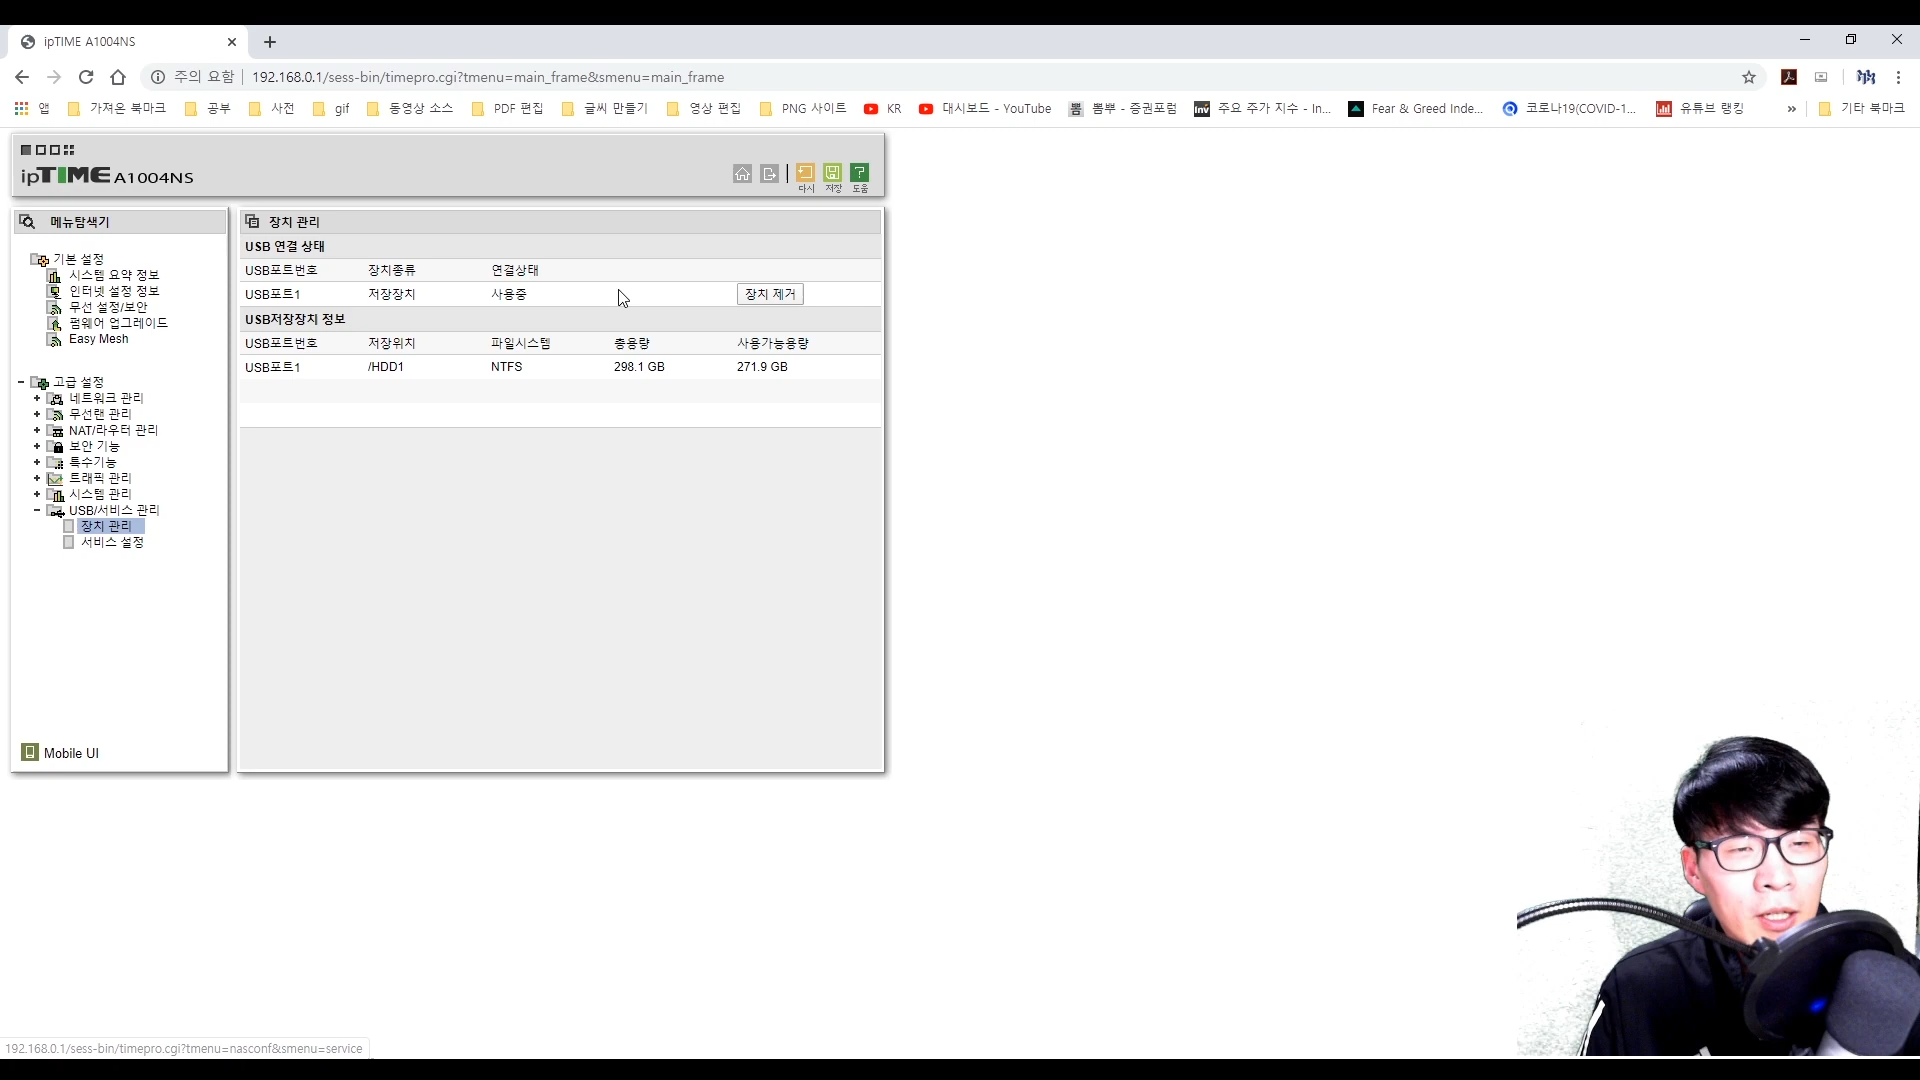 ipTIME A1004NS
주의 요함 | 192.168.0.1/sess-bin/timepro.cgi?tmenu=main_frame&smenu=main_frame
앱 가져온 북마크 공부 사전 gif 동영상 소스 PDF 편집 글씨 만들기 영상 편집 PNG 사이트 KR 대시보드 - YouTube 뽐뿌 - 증권포럼 주요 주가 지수 - In... Fear & Greed Inde... 코로나19(COVID-1... 유튜브 랭킹 » 기타 북마크
ipTIME A1004NS
다시 저장 도움
메뉴탐색기
기본 설정
시스템 요약 정보
인터넷 설정 정보
무선 설정/보안
펌웨어 업그레이드
Easy Mesh
고급 설정
네트워크 관리
무선랜 관리
NAT/라우터 관리
보안 기능
특수기능
트래픽 관리
시스템 관리
USB/서비스 관리
장치 관리
서비스 설정
Mobile UI
장치 관리
USB 연결 상태
USB포트번호 장치종류 연결상태
USB포트1 저장장치 사용중 장치 제거
USB저장장치 정보
USB포트번호 저장위치 파일시스템 총용량 사용가능용량
USB포트1 /HDD1 NTFS 298.1 GB 271.9 GB
192.168.0.1/sess-bin/timepro.cgi?tmenu=nasconf&smenu=service